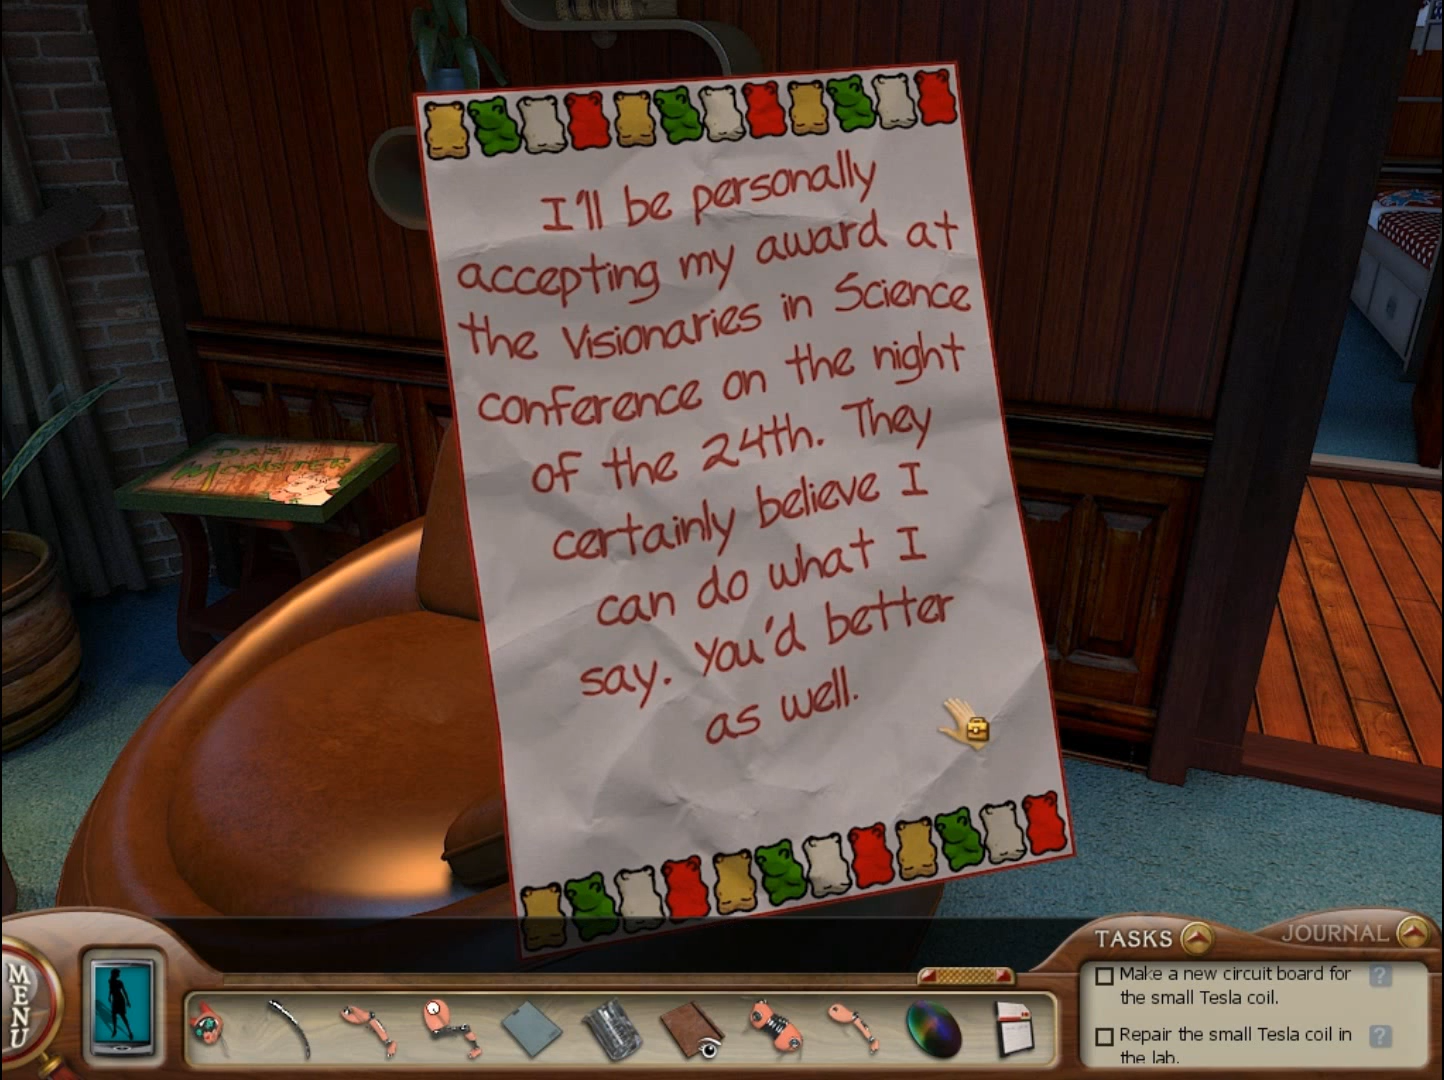 I'll be personally
accepting my award at
the Visionaries in Science
conference on the night
of the 24th. They
certainly believe I
can do what I
say. You'd better
as well.
DAS
MONSTER
MENU
TASKS
JOURNAL
Make a new circuit board for
the small Tesla coil.
?
Repair the small Tesla coil in
the lab.
?